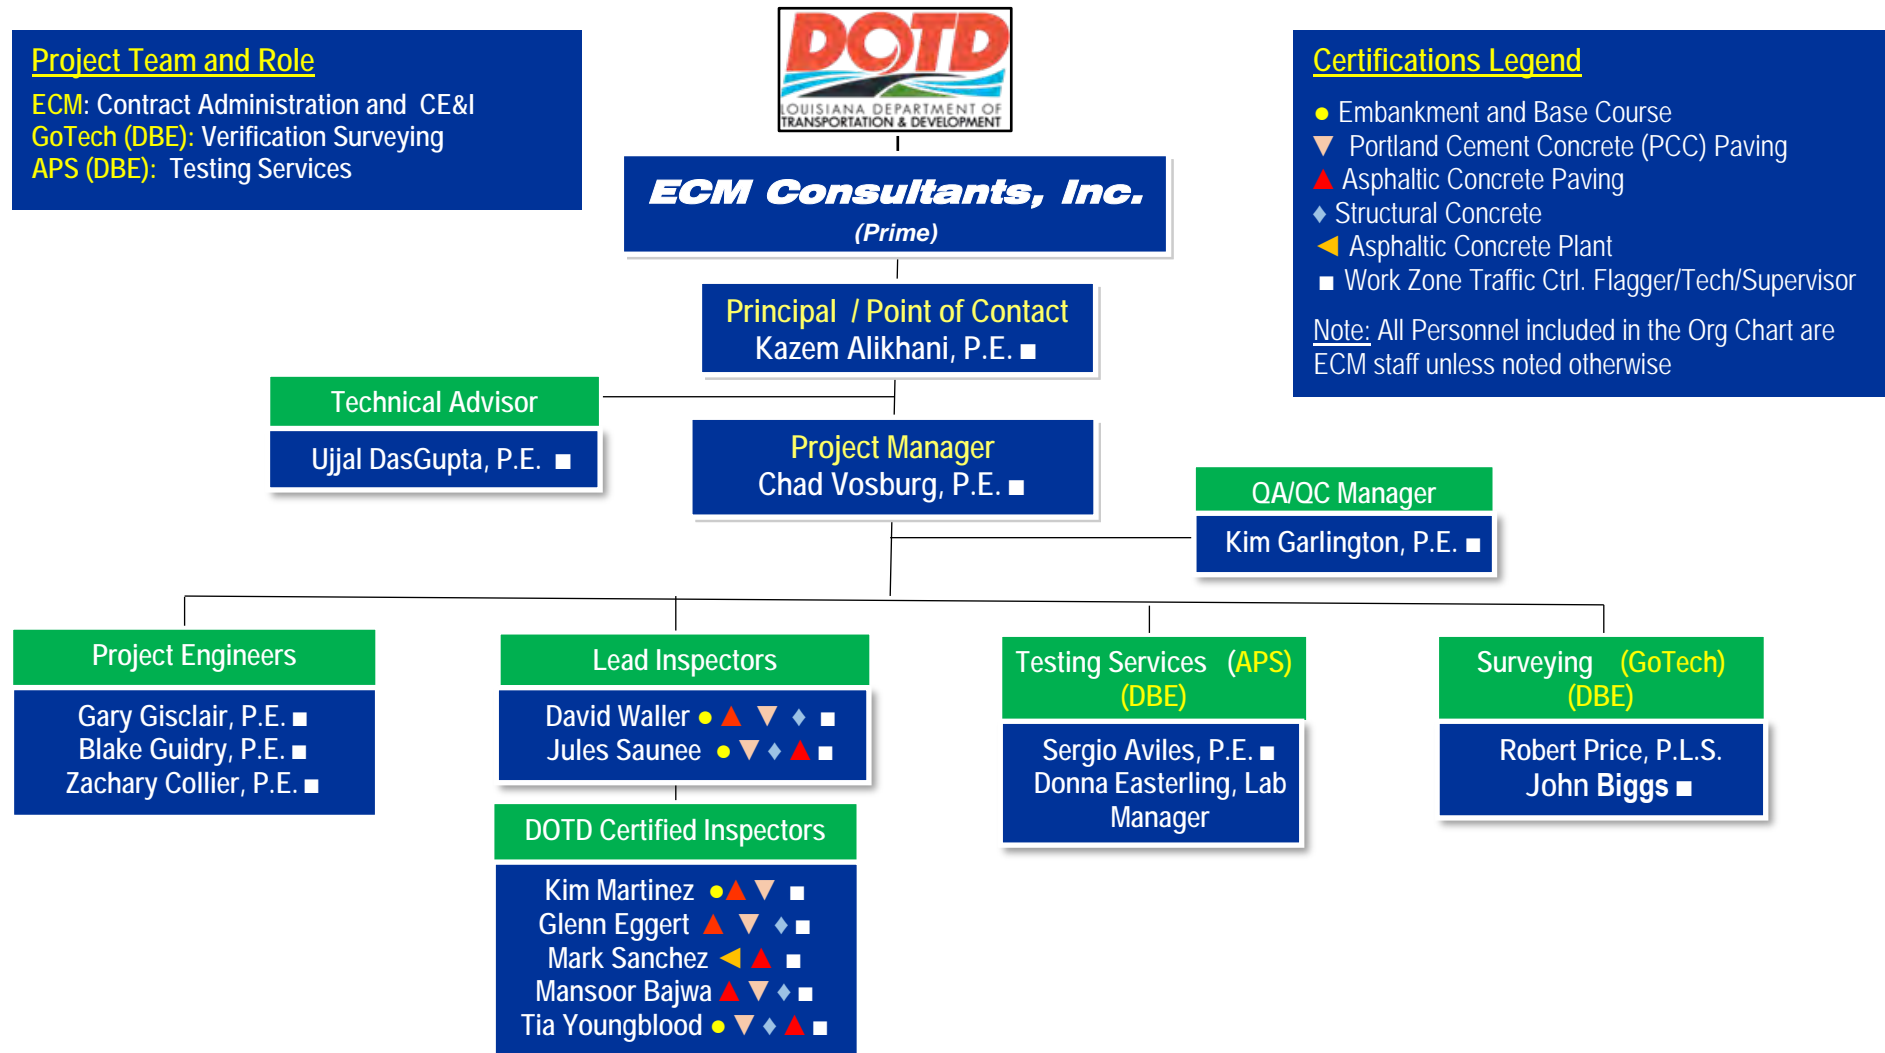 Project Team and Role
ECM: Contract Administration and CE&I
GoTech (DBE): Verification Surveying
APS (DBE): Testing Services
DOTD
LOUISIANA DEPARTMENT OF
TRANSPORTATION & DEVELOPMENT
ECM Consultants, Inc.
(Prime)
Principal / Point of Contact
Kazem Alikhani, P.E. ■
Certifications Legend
● Embankment and Base Course
▼ Portland Cement Concrete (PCC) Paving
▲ Asphaltic Concrete Paving
♦ Structural Concrete
◄ Asphaltic Concrete Plant
■ Work Zone Traffic Ctrl. Flagger/Tech/Supervisor
Note: All Personnel included in the Org Chart are
ECM staff unless noted otherwise
Technical Advisor
Ujjal DasGupta, P.E. ■
Project Manager
Chad Vosburg, P.E. ■
QA/QC Manager
Kim Garlington, P.E. ■
Project Engineers
Gary Gisclair, P.E. ■
Blake Guidry, P.E. ■
Zachary Collier, P.E. ■
Lead Inspectors
David Waller ● ▲ ▼ ♦ ■
Jules Saunee ● ▼ ♦ ▲ ■
DOTD Certified Inspectors
Kim Martinez ● ▲ ▼ ■
Glenn Eggert ▲ ▼ ♦ ■
Mark Sanchez ◄ ▲ ■
Mansoor Bajwa ▲ ▼ ♦ ■
Tia Youngblood ● ▼ ♦ ▲ ■
Testing Services (APS)
(DBE)
Sergio Aviles, P.E. ■
Donna Easterling, Lab
Manager
Surveying (GoTech)
(DBE)
Robert Price, P.L.S.
John Biggs ■